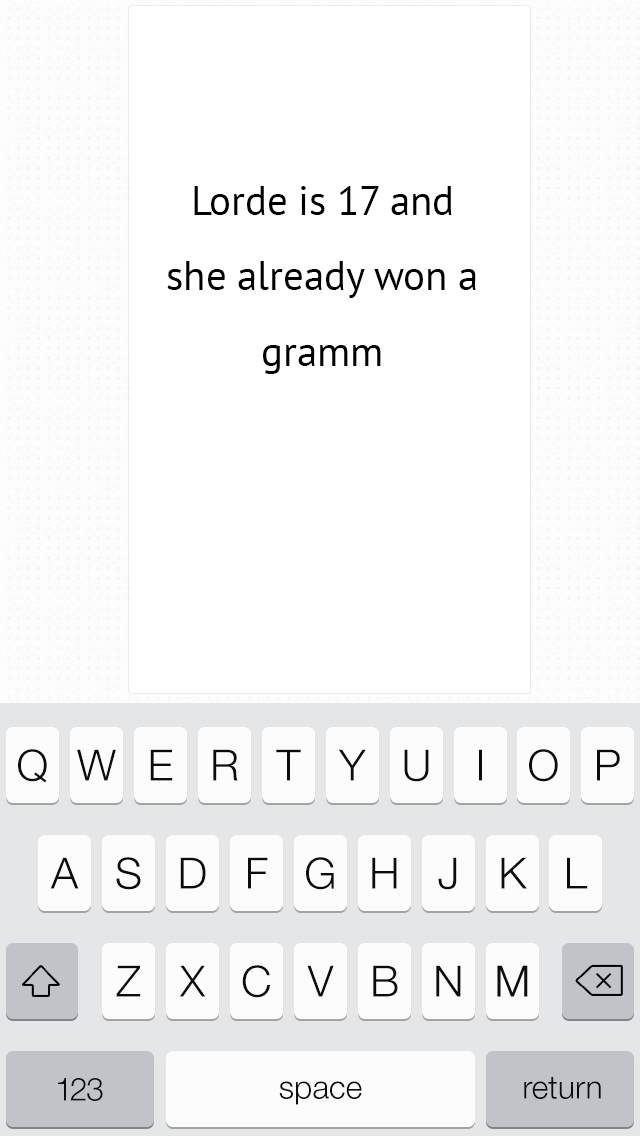 Lorde is 17 and
she already won a
gramm
Q W E R T Y U I O P
A S D F G H J K L
Z X C V B N M
123 space return